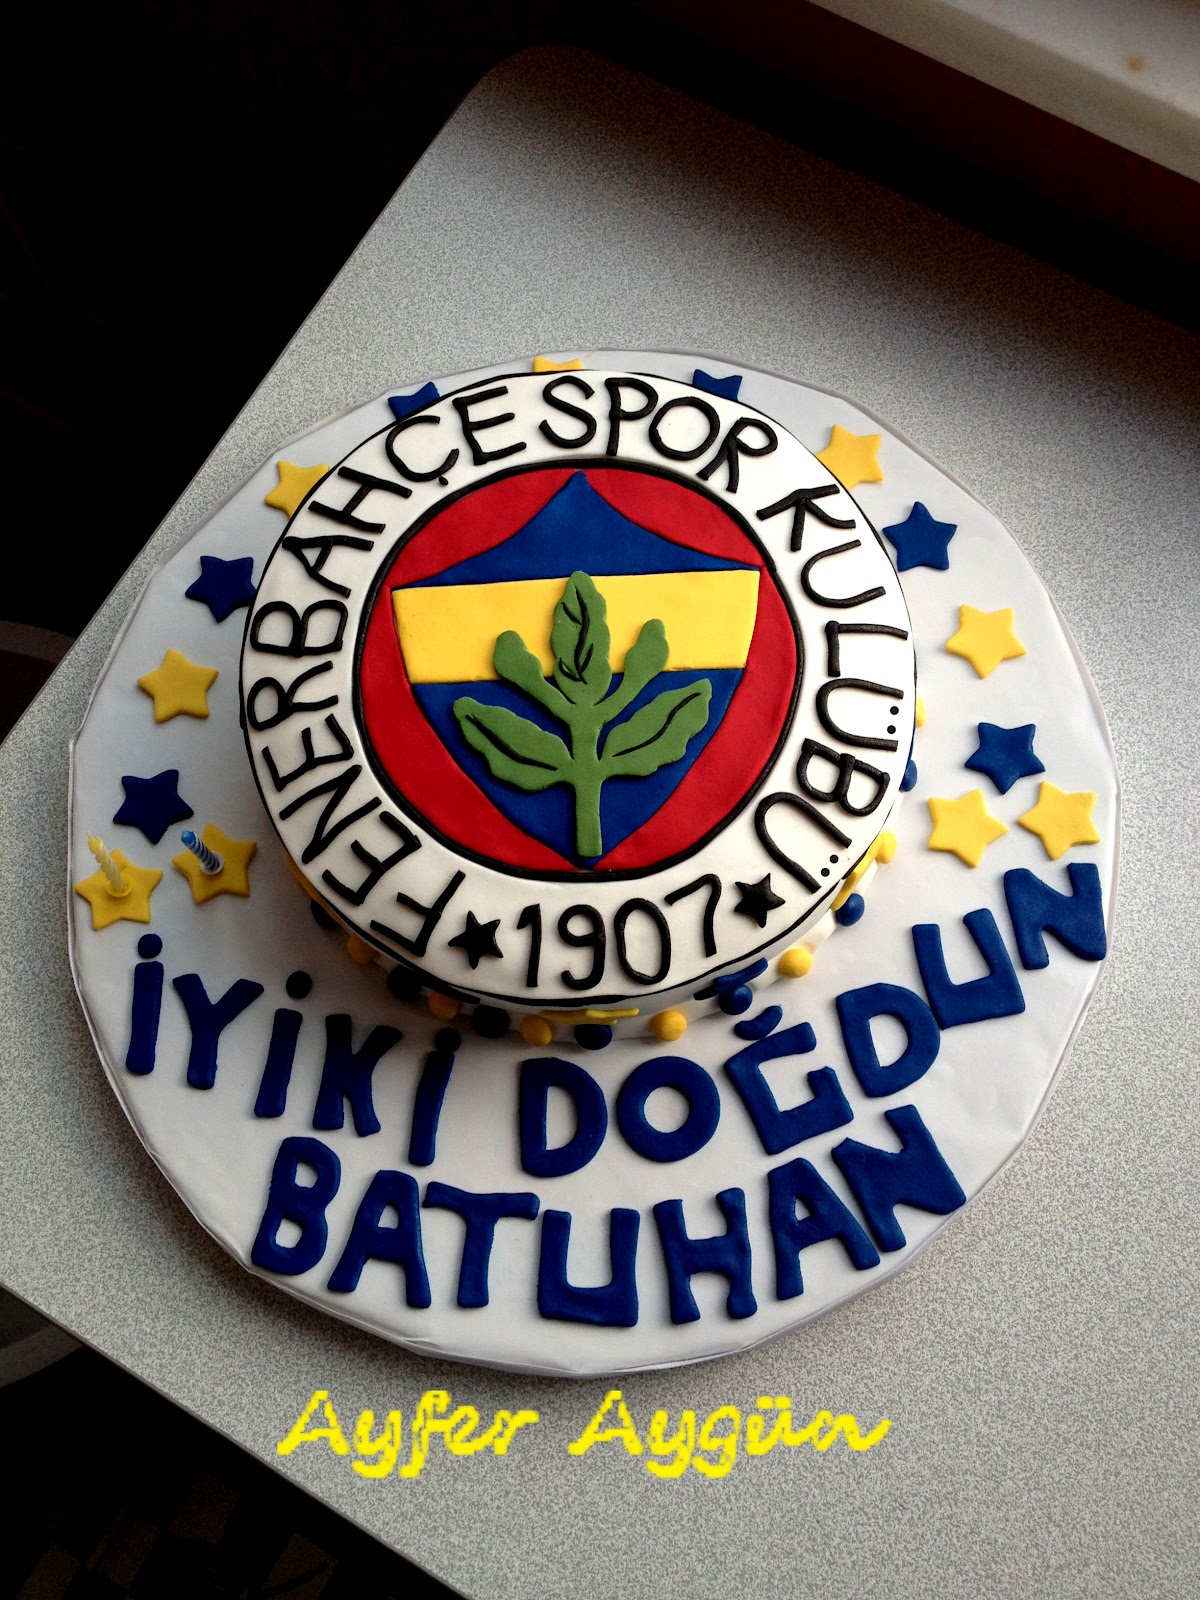 FENERBAHÇE SPOR KULÜBÜ
★ 1907 ★
İYİKİ DOĞDUN
BATUHAN
Ayfer Aygün